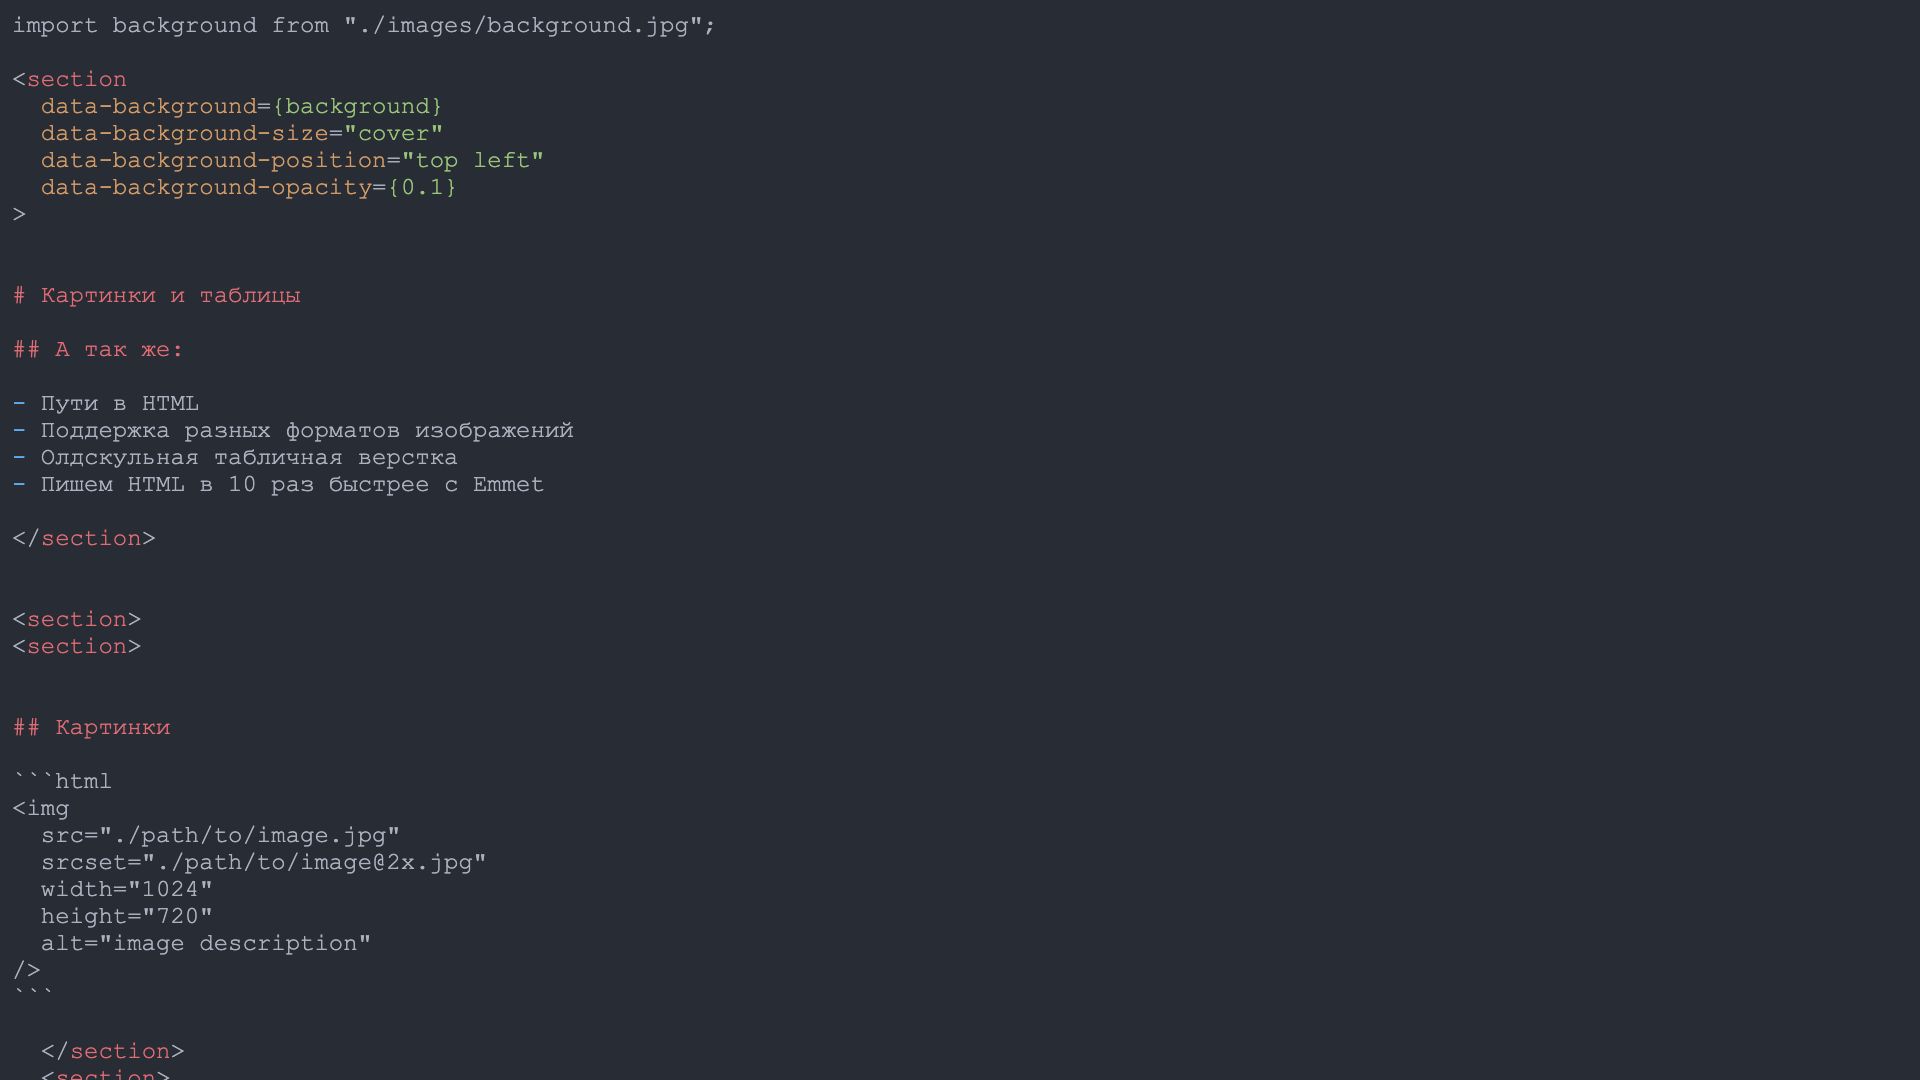 import background from "./images/background.jpg";
<section
data-background={background}
data-background-size="cover"
data-background-position="top left"
data-background-opacity={0.1}
>
# Картинки и таблицы
## А так же:
- Пути в HTML
- Поддержка разных форматов изображений
- Олдскульная табличная верстка
- Пишем HTML в 10 раз быстрее с Emmet
</section>
<section>
<section>
## Картинки
```html
<img
src="./path/to/image.jpg"
srcset="./path/to/image@2x.jpg"
width="1024"
height="720"
alt="image description"
/>
```
</section>
<section>